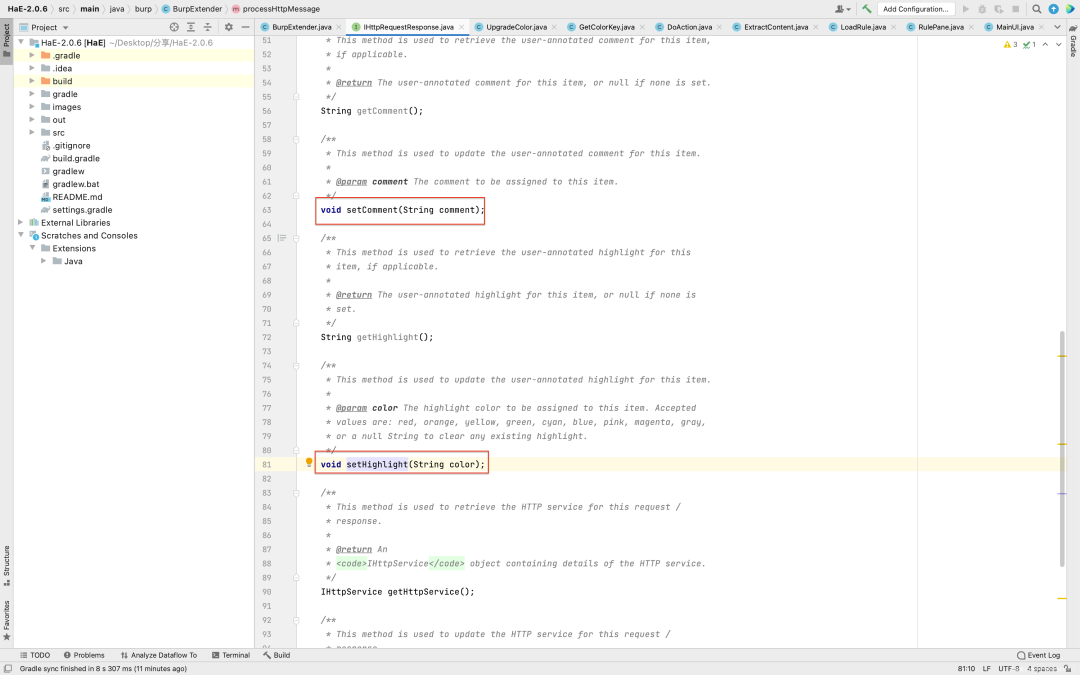 HaE-2.0.6 src main java burp BurpExtender processHttpMessage Add Configuration...
Project BurpExtender.java IHttpRequestResponse.java UpgradeColor.java GetColorKey.java DoAction.java ExtractContent.java LoadRule.java RulePane.java MainUI.java
3 1
Project
Gradle
HaE-2.0.6 [HaE] ~/Desktop/分享/HaE-2.0.6
.gradle
.idea
build
gradle
images
out
src
.gitignore
build.gradle
gradlew
gradlew.bat
README.md
settings.gradle
External Libraries
Scratches and Consoles
Extensions
Java
51 * This method is used to retrieve the user-annotated comment for this item,
52 * if applicable.
53 *
54 * @return The user-annotated comment for this item, or null if none is set.
55 */
56 String getComment();
57
58 /**
59 * This method is used to update the user-annotated comment for this item.
60 *
61 * @param comment The comment to be assigned to this item.
62 */
63 void setComment(String comment);
64
65 /**
66 * This method is used to retrieve the user-annotated highlight for this
67 * item, if applicable.
68 *
69 * @return The user-annotated highlight for this item, or null if none is
70 * set.
71 */
72 String getHighlight();
73
74 /**
75 * This method is used to update the user-annotated highlight for this item.
76 *
77 * @param color The highlight color to be assigned to this item. Accepted
78 * values are: red, orange, yellow, green, cyan, blue, pink, magenta, gray,
79 * or a null String to clear any existing highlight.
80 */
81 void setHighlight(String color);
82
83 /**
84 * This method is used to retrieve the HTTP service for this request /
85 * response.
86 *
87 * @return An
88 * <code>IHttpService</code> object containing details of the HTTP service.
89 */
90 IHttpService getHttpService();
91
92 /**
93 * This method is used to update the HTTP service for this request /
Structure
Favorites
TODO Problems Analyze Dataflow To Terminal Build Event Log
Gradle sync finished in 8 s 307 ms (11 minutes ago) 81:10 LF UTF-8 4 spaces